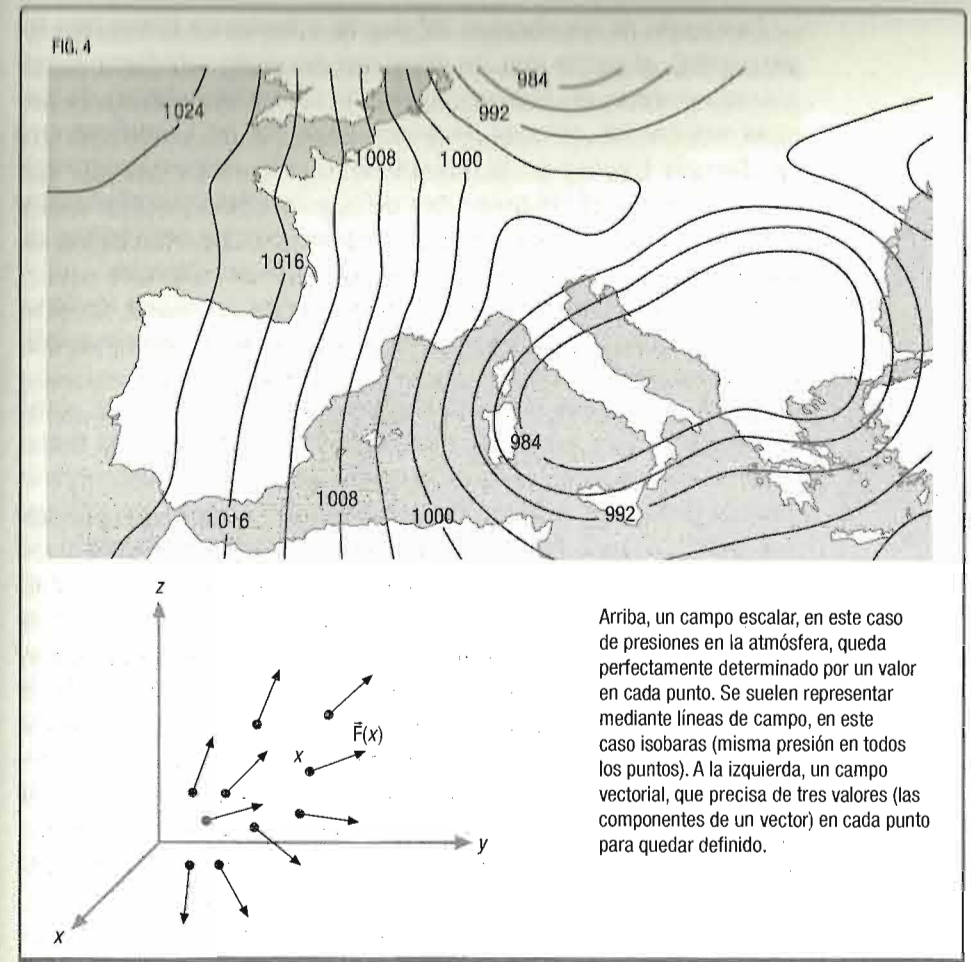 FIG. 4
984
1024
992
1008
1000
1016
984
1008
1016
1000
992
z
F⃗(x)
x
y
x
Arriba, un campo escalar, en este caso
de presiones en la atmósfera, queda
perfectamente determinado por un valor
en cada punto. Se suelen representar
mediante líneas de campo, en este
caso isobaras (misma presión en todos
los puntos). A la izquierda, un campo
vectorial, que precisa de tres valores (las
componentes de un vector) en cada punto
para quedar definido.